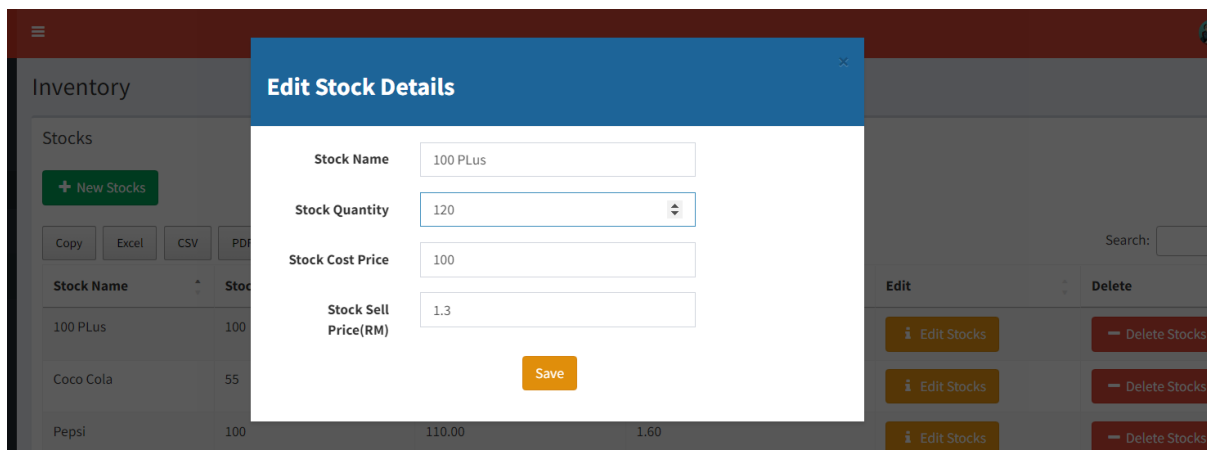 Edit Stock Details
×
Inventory
Stocks
+ New Stocks
Stock Name 100 PLus
Stock Quantity 120
Stock Cost Price 100
Stock Sell
Price(RM) 1.3
Save
Copy Excel CSV
Search:
Stock Name Edit Delete
100 PLus 100 Edit Stocks Delete Stocks
Coco Cola 55 Edit Stocks Delete Stocks
Pepsi 100 110.00 1.60 Edit Stocks Delete Stocks